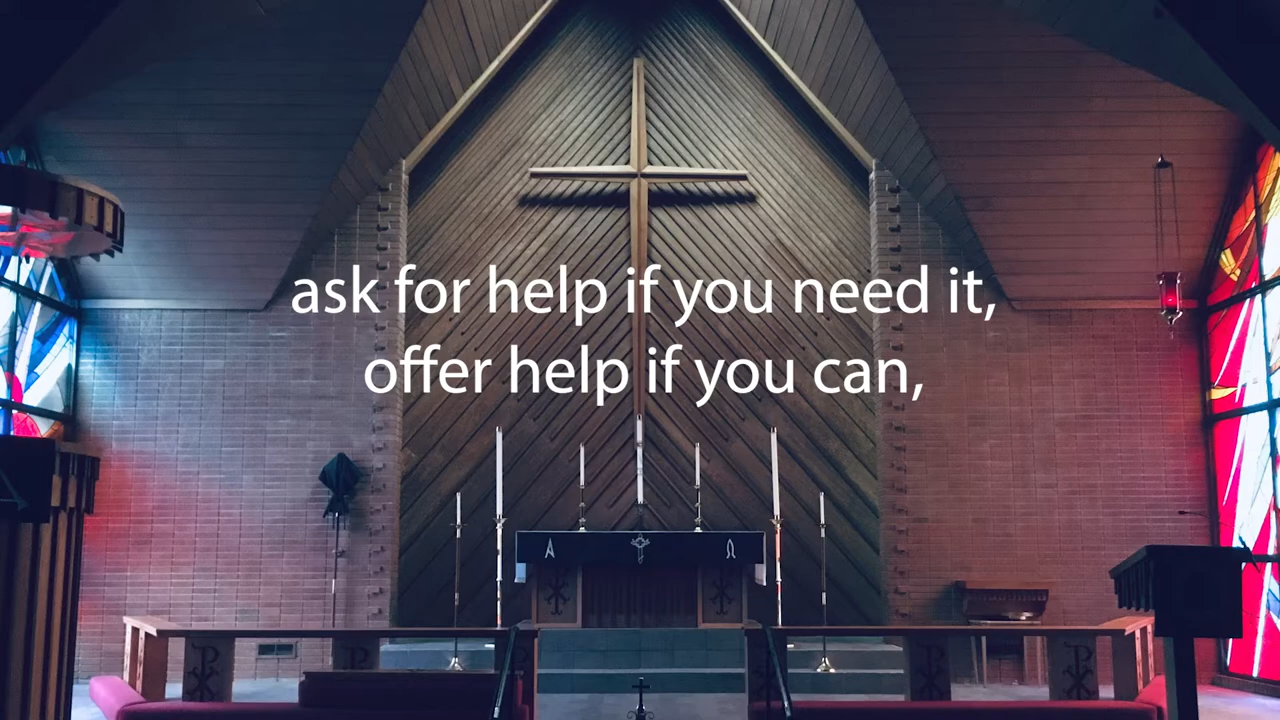 ask for help if you need it,
offer help if you can,
Α Ω